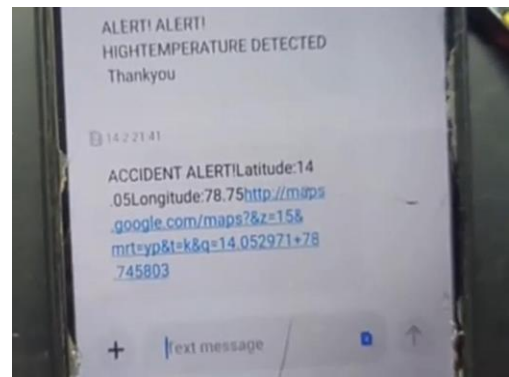 ALERT! ALERT!
HIGHTEMPERATURE DETECTED
Thankyou
14-2 21:41
ACCIDENT ALERT!Latitude:14
.05Longitude:78.75http://maps
.google.com/maps?&z=15&
mrt=yp&t=k&q=14.052971+78
.745803
Text message